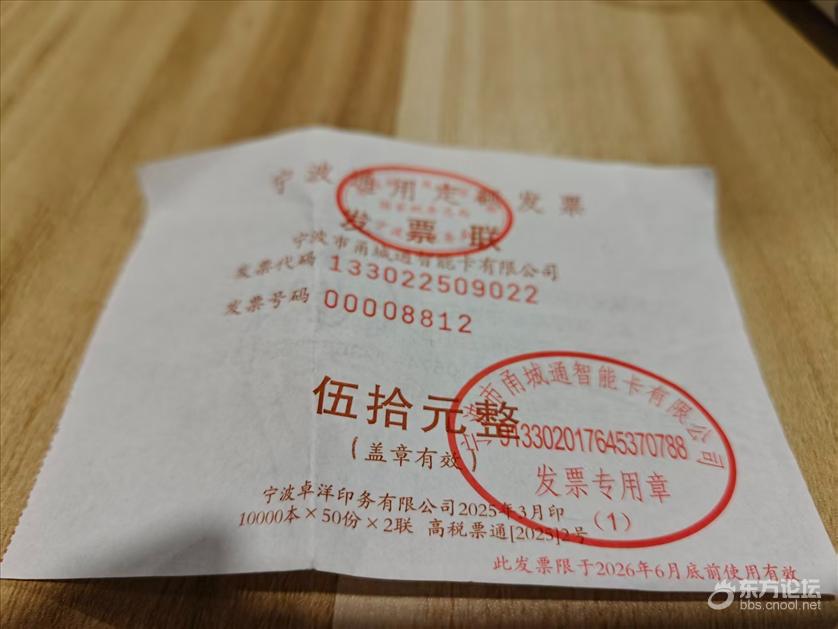 宁波通用定额发票
发票联
宁波市甬城通智能卡有限公司
发票代码 133022509022
发票号码 00008812
伍拾元整
(盖章有效)
宁波市甬城通智能卡有限公司
913302017645370788
发票专用章
(1)
宁波卓洋印务有限公司2025年3月印
10000本×50份×2联 高税票通[2025]2号
此发票限于2026年6月底前使用有效
东方论坛
bbs.cnool.net